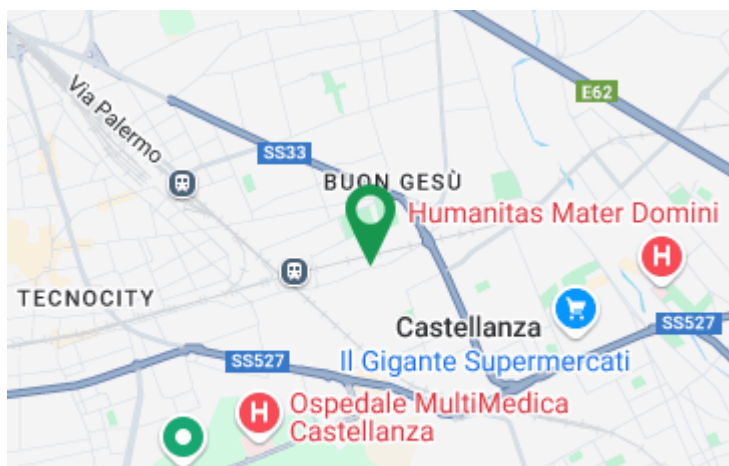 Via Palermo
E62
SS33
BUON GESÙ
Humanitas Mater Domini
H
TECNOCITY
Castellanza
SS527
Il Gigante Supermercati
SS527
H
Ospedale MultiMedica
Castellanza